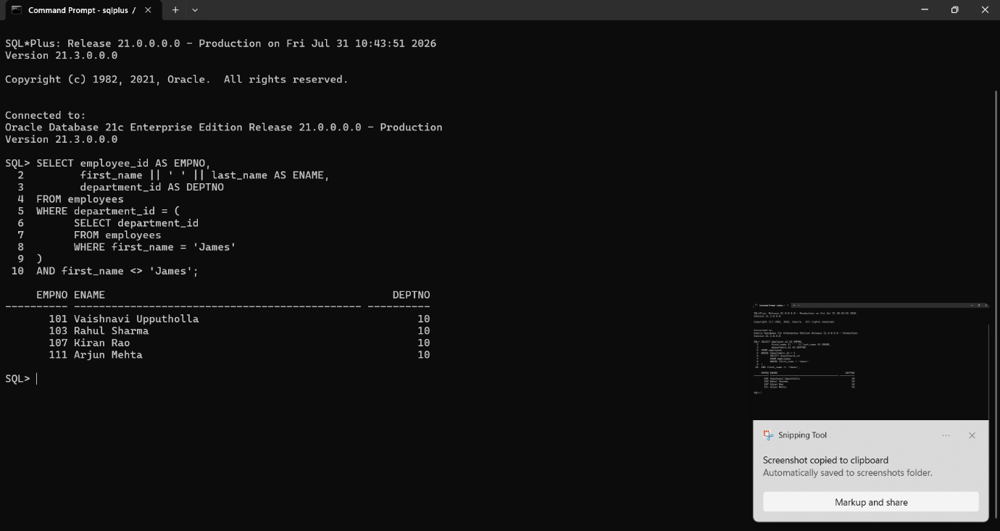 Command Prompt - sqlplus /
SQL*Plus: Release 21.0.0.0.0 - Production on Fri Jul 31 10:43:51 2026
Version 21.3.0.0.0
Copyright (c) 1982, 2021, Oracle.  All rights reserved.
Connected to:
Oracle Database 21c Enterprise Edition Release 21.0.0.0.0 - Production
Version 21.3.0.0.0
SQL> SELECT employee_id AS EMPNO,
  2         first_name || ' ' || last_name AS ENAME,
  3         department_id AS DEPTNO
  4  FROM employees
  5  WHERE department_id = (
  6        SELECT department_id
  7        FROM employees
  8        WHERE first_name = 'James'
  9  )
 10  AND first_name <> 'James';
     EMPNO ENAME                                              DEPTNO
---------- ---------------------------------------------- ----------
       101 Vaishnavi Upputholla                                   10
       103 Rahul Sharma                                           10
       107 Kiran Rao                                              10
       111 Arjun Mehta                                            10
SQL>
Snipping Tool
Screenshot copied to clipboard
Automatically saved to screenshots folder.
Markup and share